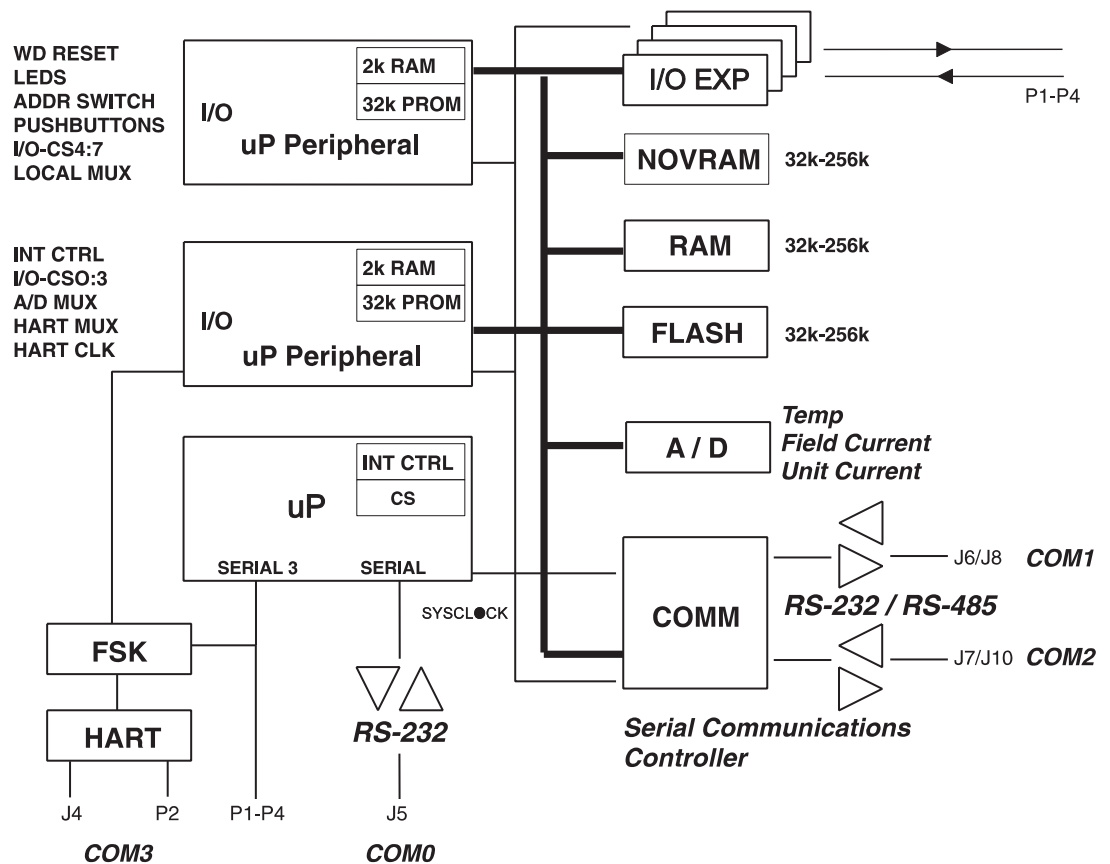 WD RESET
LEDS
ADDR SWITCH
PUSHBUTTONS
I/O-CS4:7
LOCAL MUX
I/O
2k RAM
32k PROM
uP Peripheral
I/O EXP
P1-P4
NOVRAM
32k-256k
RAM
32k-256k
FLASH
32k-256k
INT CTRL
I/O-CSO:3
A/D MUX
HART MUX
HART CLK
I/O
2k RAM
32k PROM
uP Peripheral
A / D
Temp
Field Current
Unit Current
INT CTRL
CS
uP
SERIAL 3
SERIAL
SYSCLOCK
COMM
J6/J8
COM1
RS-232 / RS-485
J7/J10
COM2
Serial Communications
Controller
FSK
HART
RS-232
J4
P2
P1-P4
J5
COM3
COM0